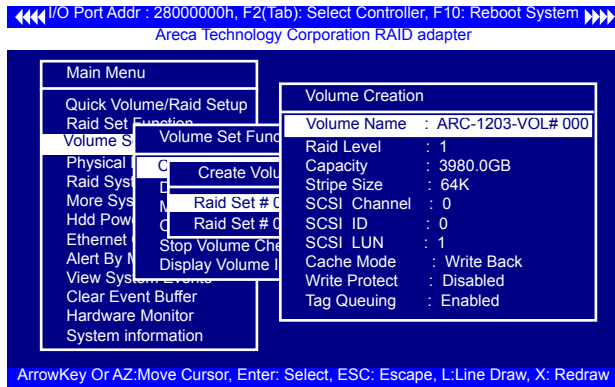 I/O Port Addr : 28000000h, F2(Tab): Select Controller, F10: Reboot System
Areca Technology Corporation RAID adapter
Main Menu
Quick Volume/Raid Setup
Raid Set Function
Volume S
Physical
Raid Syst
More Sys
Hdd Pow
Ethernet
Alert By
View System Events
Clear Event Buffer
Hardware Monitor
System information
Volume Set Func
Create Volu
Raid Set # 0
Raid Set # 0
Stop Volume Che
Display Volume I
Volume Creation
Volume Name : ARC-1203-VOL# 000
Raid Level : 1
Capacity : 3980.0GB
Stripe Size : 64K
SCSI Channel : 0
SCSI ID : 0
SCSI LUN : 1
Cache Mode : Write Back
Write Protect : Disabled
Tag Queuing : Enabled
ArrowKey Or AZ:Move Cursor, Enter: Select, ESC: Escape, L:Line Draw, X: Redraw